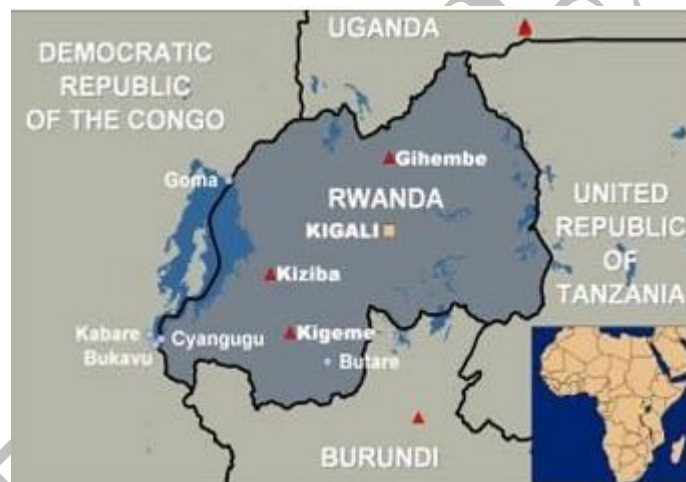 UGANDA
DEMOCRATIC
REPUBLIC
OF THE CONGO
Gihembe
Goma
RWANDA
UNITED
REPUBLIC
OF
TANZANIA
KIGALI
Kiziba
Kabare
Bukavu
Cyangugu
Kigeme
Butare
BURUNDI